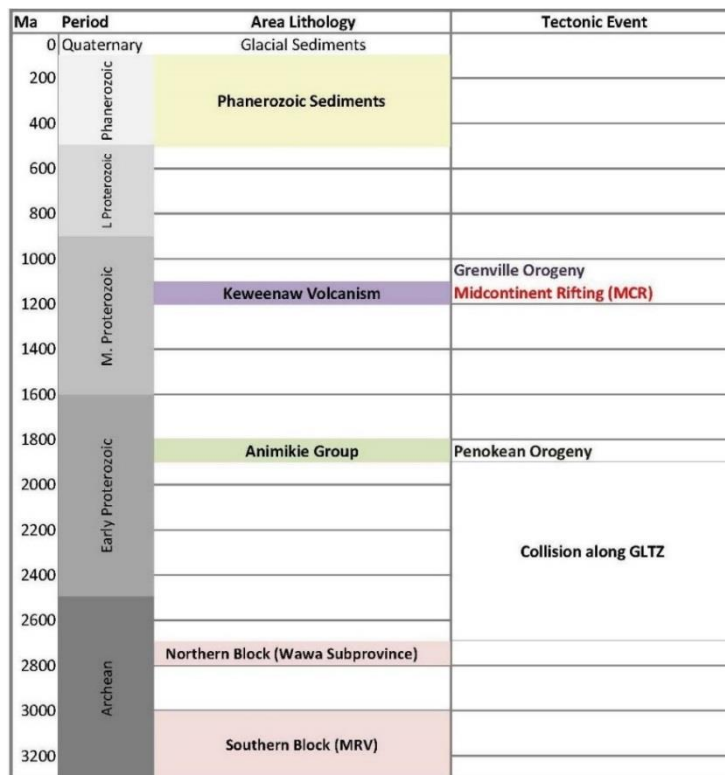 Ma Period Area Lithology Tectonic Event
0 Quaternary Glacial Sediments
200
Phanerozoic
Phanerozoic Sediments
400
600
L Proterozoic
800
1000
Grenville Orogeny
Keweenaw Volcanism Midcontinent Rifting (MCR)
1200
M. Proterozoic
1400
1600
1800
Animikie Group Penokean Orogeny
2000
Early Proterozoic
2200
Collision along GLTZ
2400
2600
Northern Block (Wawa Subprovince)
2800
Archean
3000
Southern Block (MRV)
3200